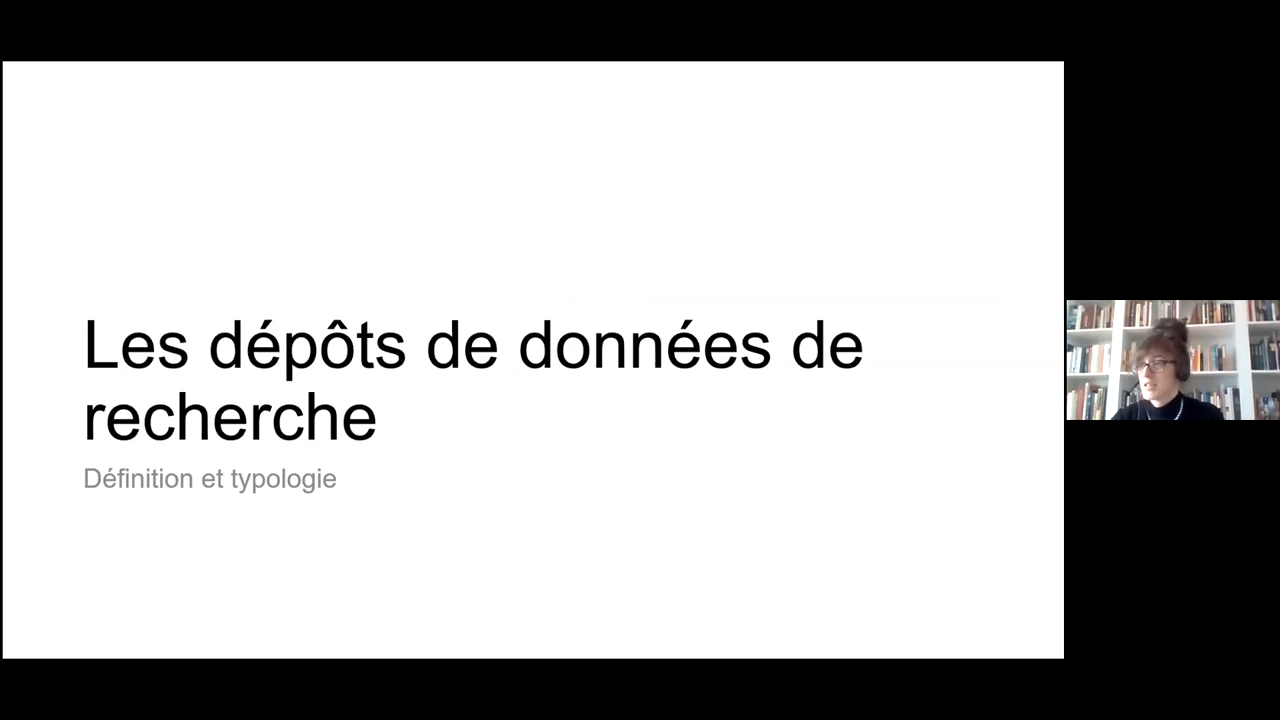 Les dépôts de données de
recherche
Définition et typologie